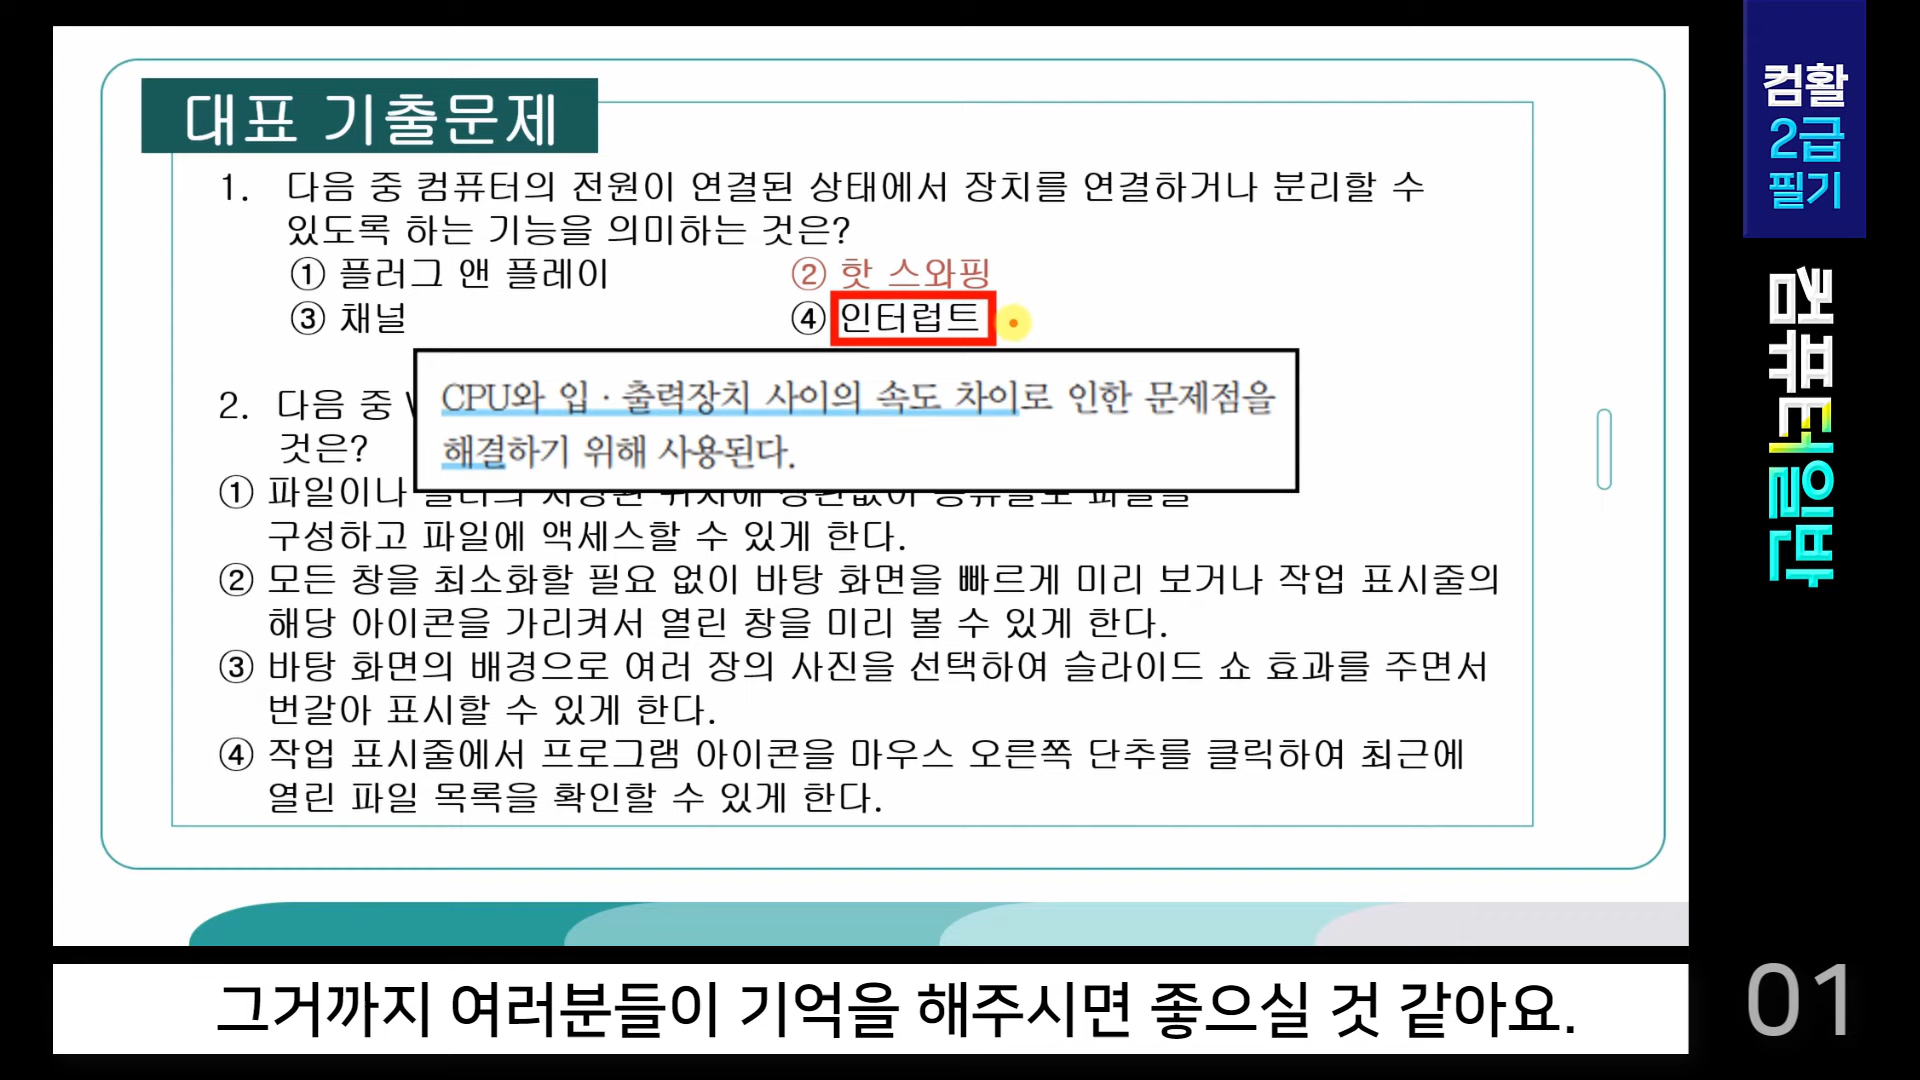 대표 기출문제
1. 다음 중 컴퓨터의 전원이 연결된 상태에서 장치를 연결하거나 분리할 수
있도록 하는 기능을 의미하는 것은?
① 플러그 앤 플레이 ② 핫 스와핑
③ 채널 ④ 인터럽트
CPU와 입·출력장치 사이의 속도 차이로 인한 문제점을
해결하기 위해 사용된다.
2. 다음 중
것은?
① 파일이나
구성하고 파일에 액세스할 수 있게 한다.
② 모든 창을 최소화할 필요 없이 바탕 화면을 빠르게 미리 보거나 작업 표시줄의
해당 아이콘을 가리켜서 열린 창을 미리 볼 수 있게 한다.
③ 바탕 화면의 배경으로 여러 장의 사진을 선택하여 슬라이드 쇼 효과를 주면서
번갈아 표시할 수 있게 한다.
④ 작업 표시줄에서 프로그램 아이콘을 마우스 오른쪽 단추를 클릭하여 최근에
열린 파일 목록을 확인할 수 있게 한다.
그거까지 여러분들이 기억을 해주시면 좋으실 것 같아요.
컴활
2급
필기
컴퓨터일반
01